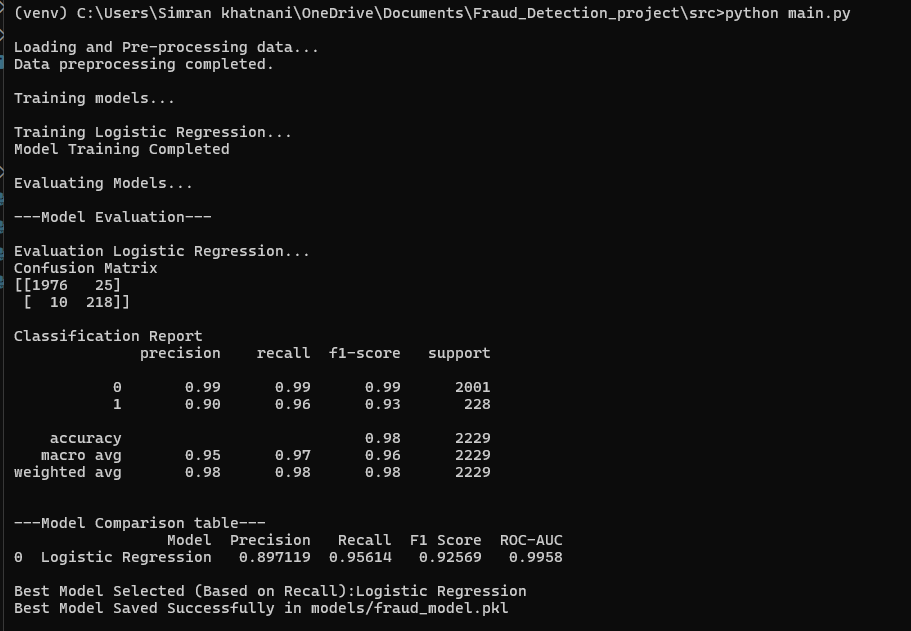 (venv) C:\Users\Simran khatnani\OneDrive\Documents\Fraud_Detection_project\src>python main.py
Loading and Pre-processing data...
Data preprocessing completed.
Training models...
Training Logistic Regression...
Model Training Completed
Evaluating Models...
---Model Evaluation---
Evaluation Logistic Regression...
Confusion Matrix
[[1976   25]
 [  10  218]]
Classification Report
              precision    recall  f1-score   support
           0       0.99      0.99      0.99      2001
           1       0.90      0.96      0.93       228
    accuracy                           0.98      2229
   macro avg       0.95      0.97      0.96      2229
weighted avg       0.98      0.98      0.98      2229
---Model Comparison table---
                 Model  Precision   Recall  F1 Score  ROC-AUC
0  Logistic Regression   0.897119  0.95614   0.92569   0.9958
Best Model Selected (Based on Recall):Logistic Regression
Best Model Saved Successfully in models/fraud_model.pkl